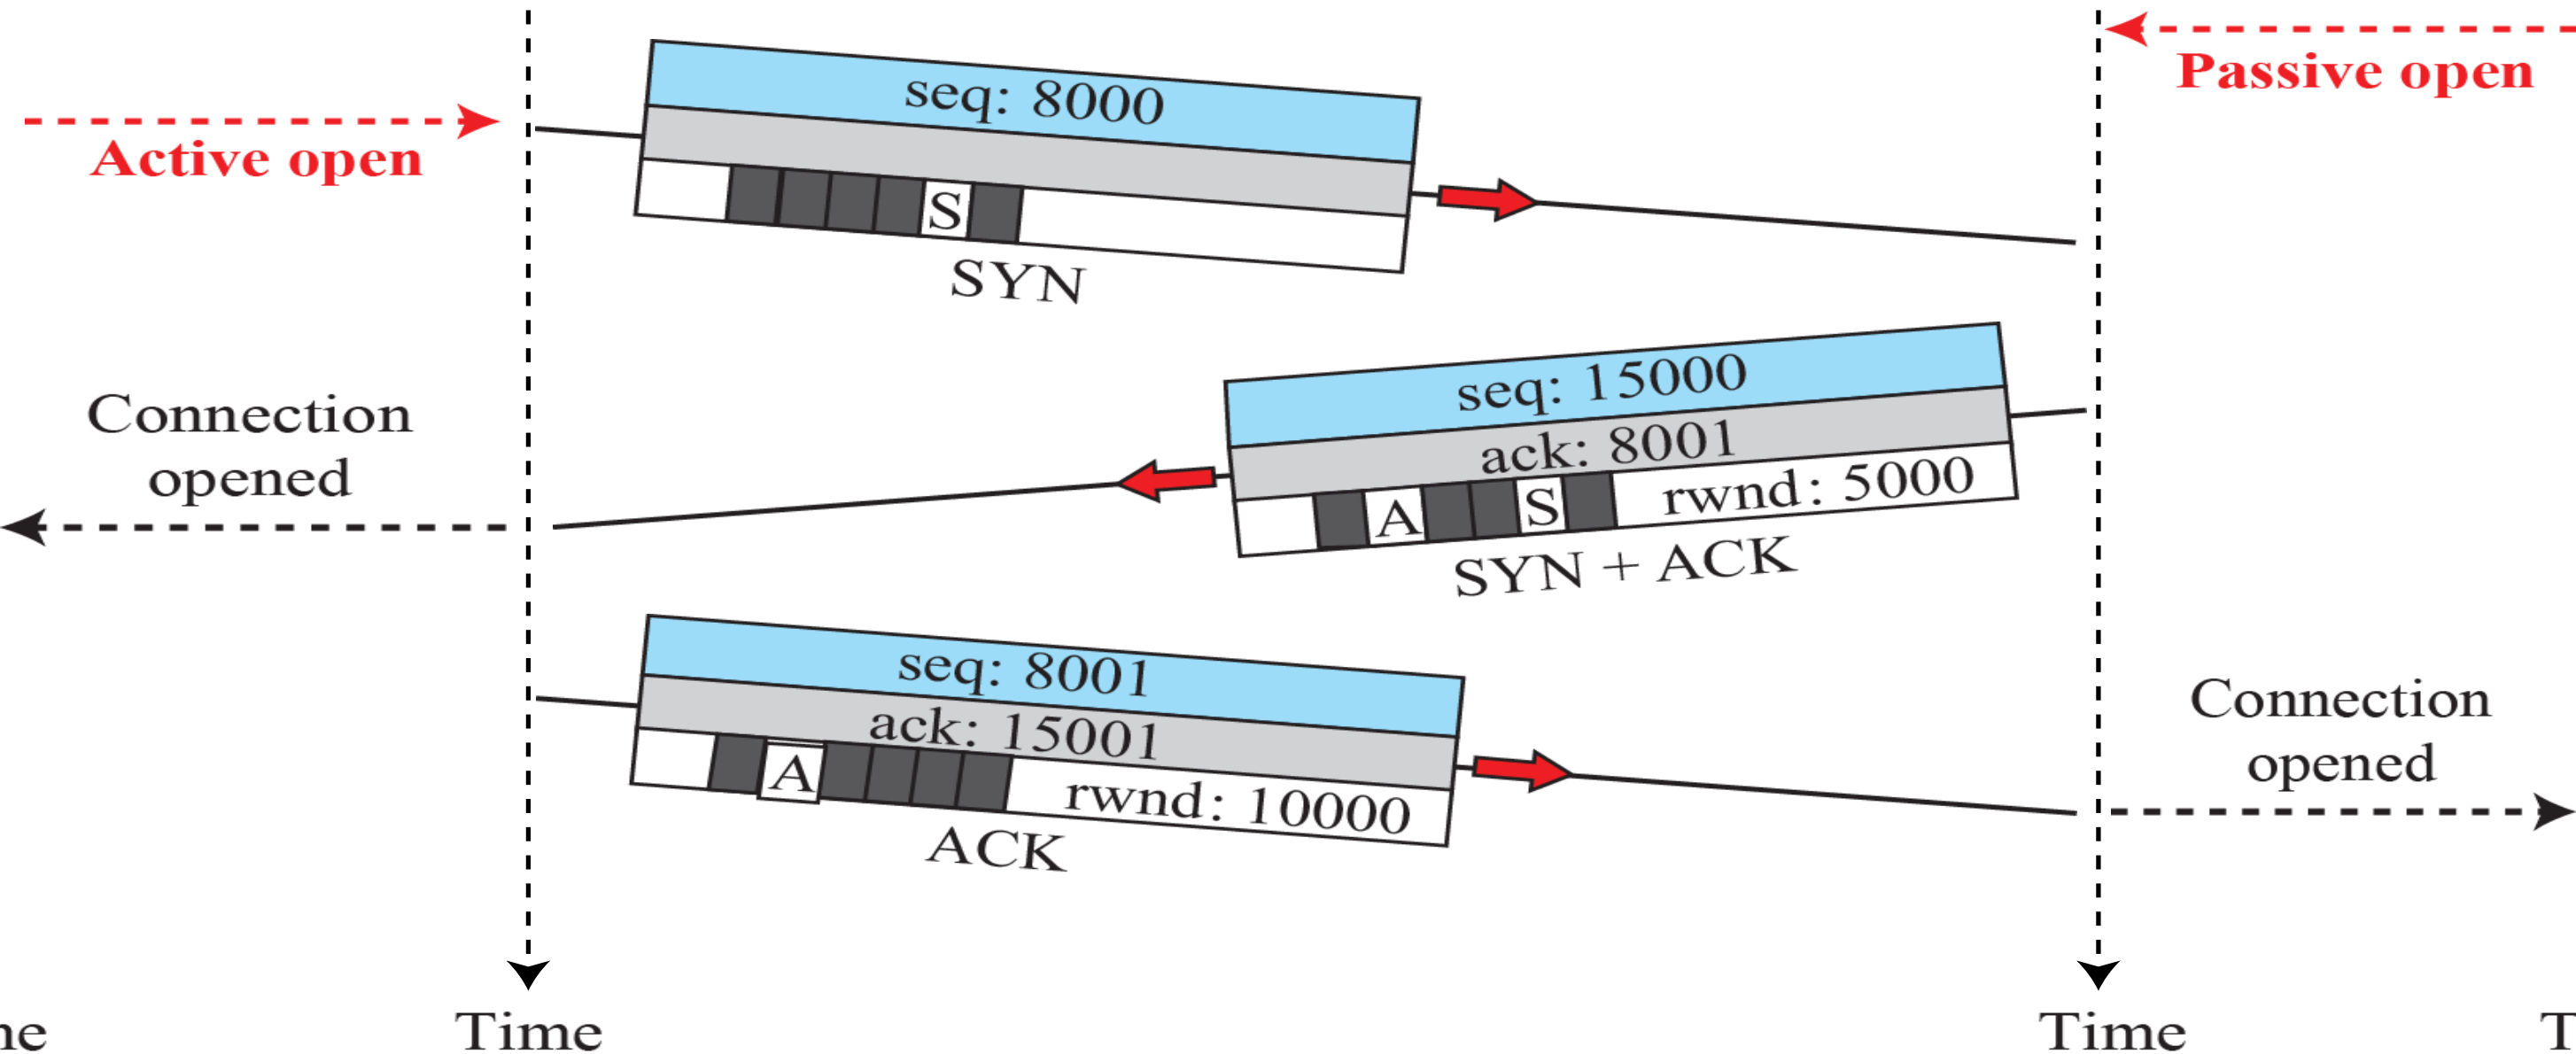 Passive open
Active open
seq: 8000
S
SYN
Connection
opened
seq: 15000
ack: 8001
A
S
rwnd: 5000
SYN + ACK
seq: 8001
ack: 15001
A
rwnd: 10000
ACK
Connection
opened
Time
Time